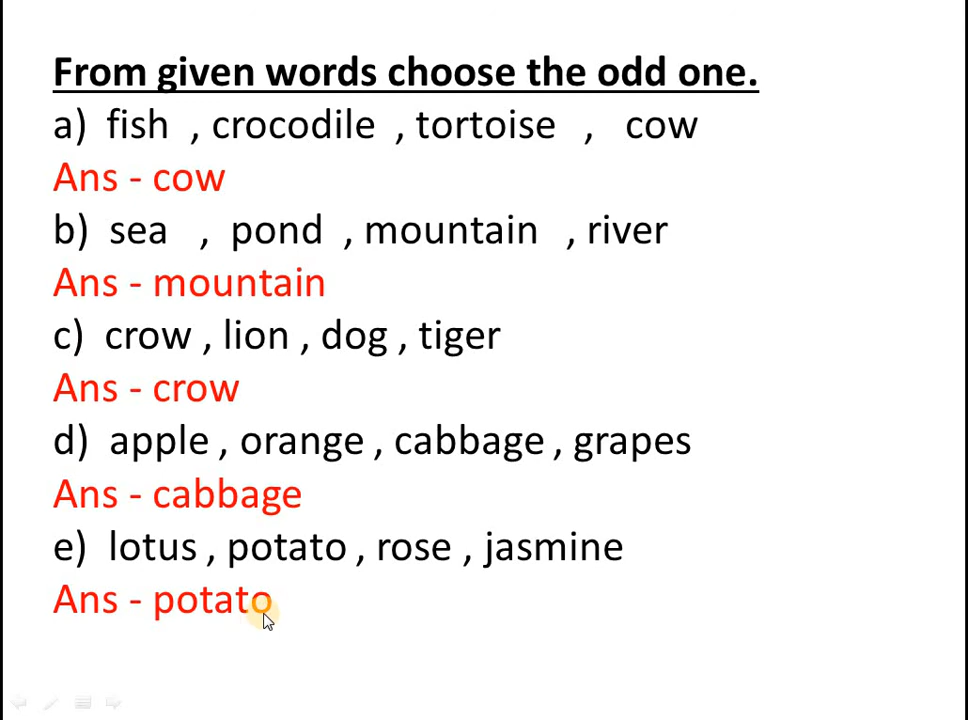 From given words choose the odd one.
a) fish , crocodile , tortoise , cow
Ans - cow
b) sea , pond , mountain , river
Ans - mountain
c) crow , lion , dog , tiger
Ans - crow
d) apple , orange , cabbage , grapes
Ans - cabbage
e) lotus , potato , rose , jasmine
Ans - potato